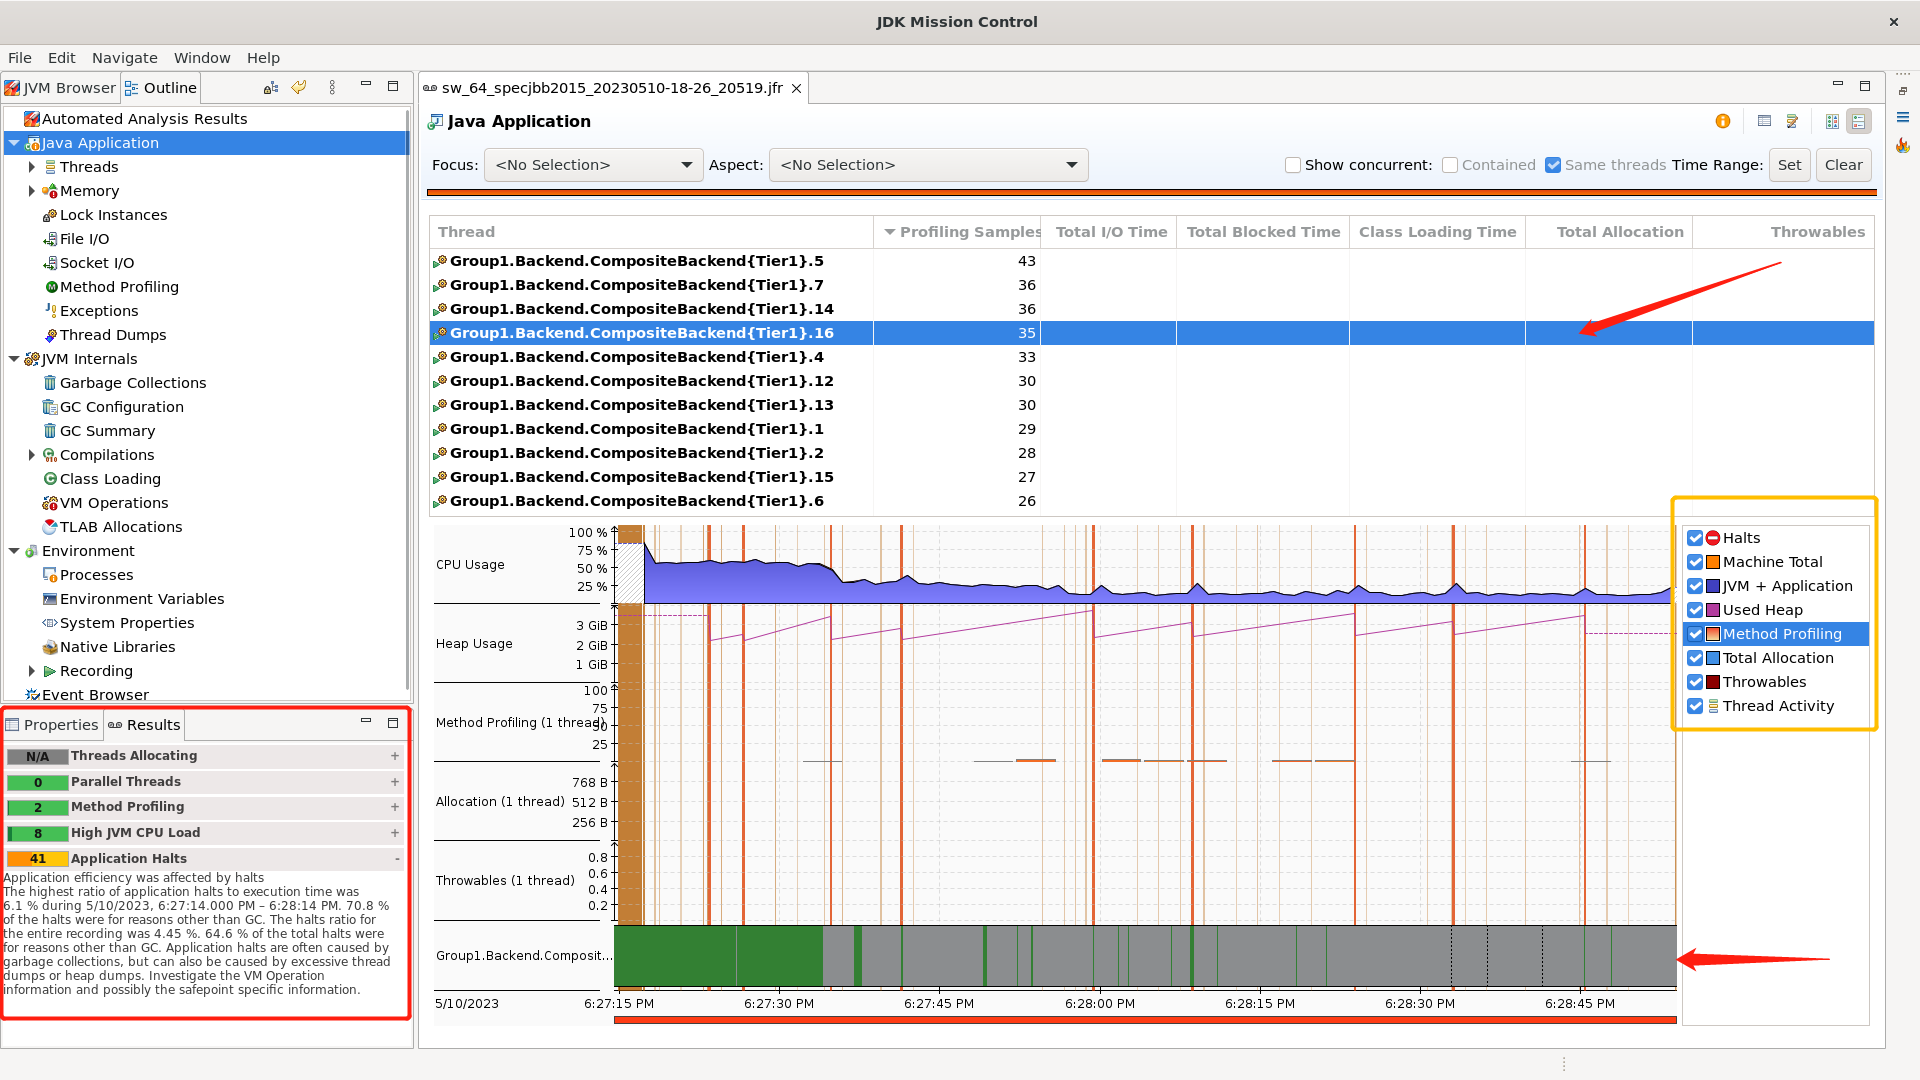 JDK Mission Control
File Edit Navigate Window Help
JVM Browser Outline
Automated Analysis Results
Java Application
Threads
Memory
Lock Instances
File I/O
Socket I/O
Method Profiling
Exceptions
Thread Dumps
JVM Internals
Garbage Collections
GC Configuration
GC Summary
Compilations
Class Loading
VM Operations
TLAB Allocations
Environment
Processes
Environment Variables
System Properties
Native Libraries
Recording
Event Browser
Properties Results
N/A Threads Allocating +
0 Parallel Threads +
2 Method Profiling +
8 High JVM CPU Load +
41 Application Halts -
Application efficiency was affected by halts
The highest ratio of application halts to execution time was
6.1 % during 5/10/2023, 6:27:14.000 PM – 6:28:14 PM. 70.8 %
of the halts were for reasons other than GC. The halts ratio for
the entire recording was 4.45 %. 64.6 % of the total halts were
for reasons other than GC. Application halts are often caused by
garbage collections, but can also be caused by excessive thread
dumps or heap dumps. Investigate the VM Operation
information and possibly the safepoint specific information.
sw_64_specjbb2015_20230510-18-26_20519.jfr
Java Application
Focus: <No Selection> Aspect: <No Selection> Show concurrent: Contained Same threads Time Range: Set Clear
Thread Profiling Samples Total I/O Time Total Blocked Time Class Loading Time Total Allocation Throwables
Group1.Backend.CompositeBackend{Tier1}.5 43
Group1.Backend.CompositeBackend{Tier1}.7 36
Group1.Backend.CompositeBackend{Tier1}.14 36
Group1.Backend.CompositeBackend{Tier1}.16 35
Group1.Backend.CompositeBackend{Tier1}.4 33
Group1.Backend.CompositeBackend{Tier1}.12 30
Group1.Backend.CompositeBackend{Tier1}.13 30
Group1.Backend.CompositeBackend{Tier1}.1 29
Group1.Backend.CompositeBackend{Tier1}.2 28
Group1.Backend.CompositeBackend{Tier1}.15 27
Group1.Backend.CompositeBackend{Tier1}.6 26
100 %
75 %
CPU Usage
50 %
25 %
3 GiB
Heap Usage
2 GiB
1 GiB
100
75
Method Profiling (1 thread)
50
25
768 B
Allocation (1 thread) 512 B
256 B
0.8
0.6
Throwables (1 thread)
0.4
0.2
Group1.Backend.Composit...
5/10/2023 6:27:15 PM 6:27:30 PM 6:27:45 PM 6:28:00 PM 6:28:15 PM 6:28:30 PM 6:28:45 PM
Halts
Machine Total
JVM + Application
Used Heap
Method Profiling
Total Allocation
Throwables
Thread Activity